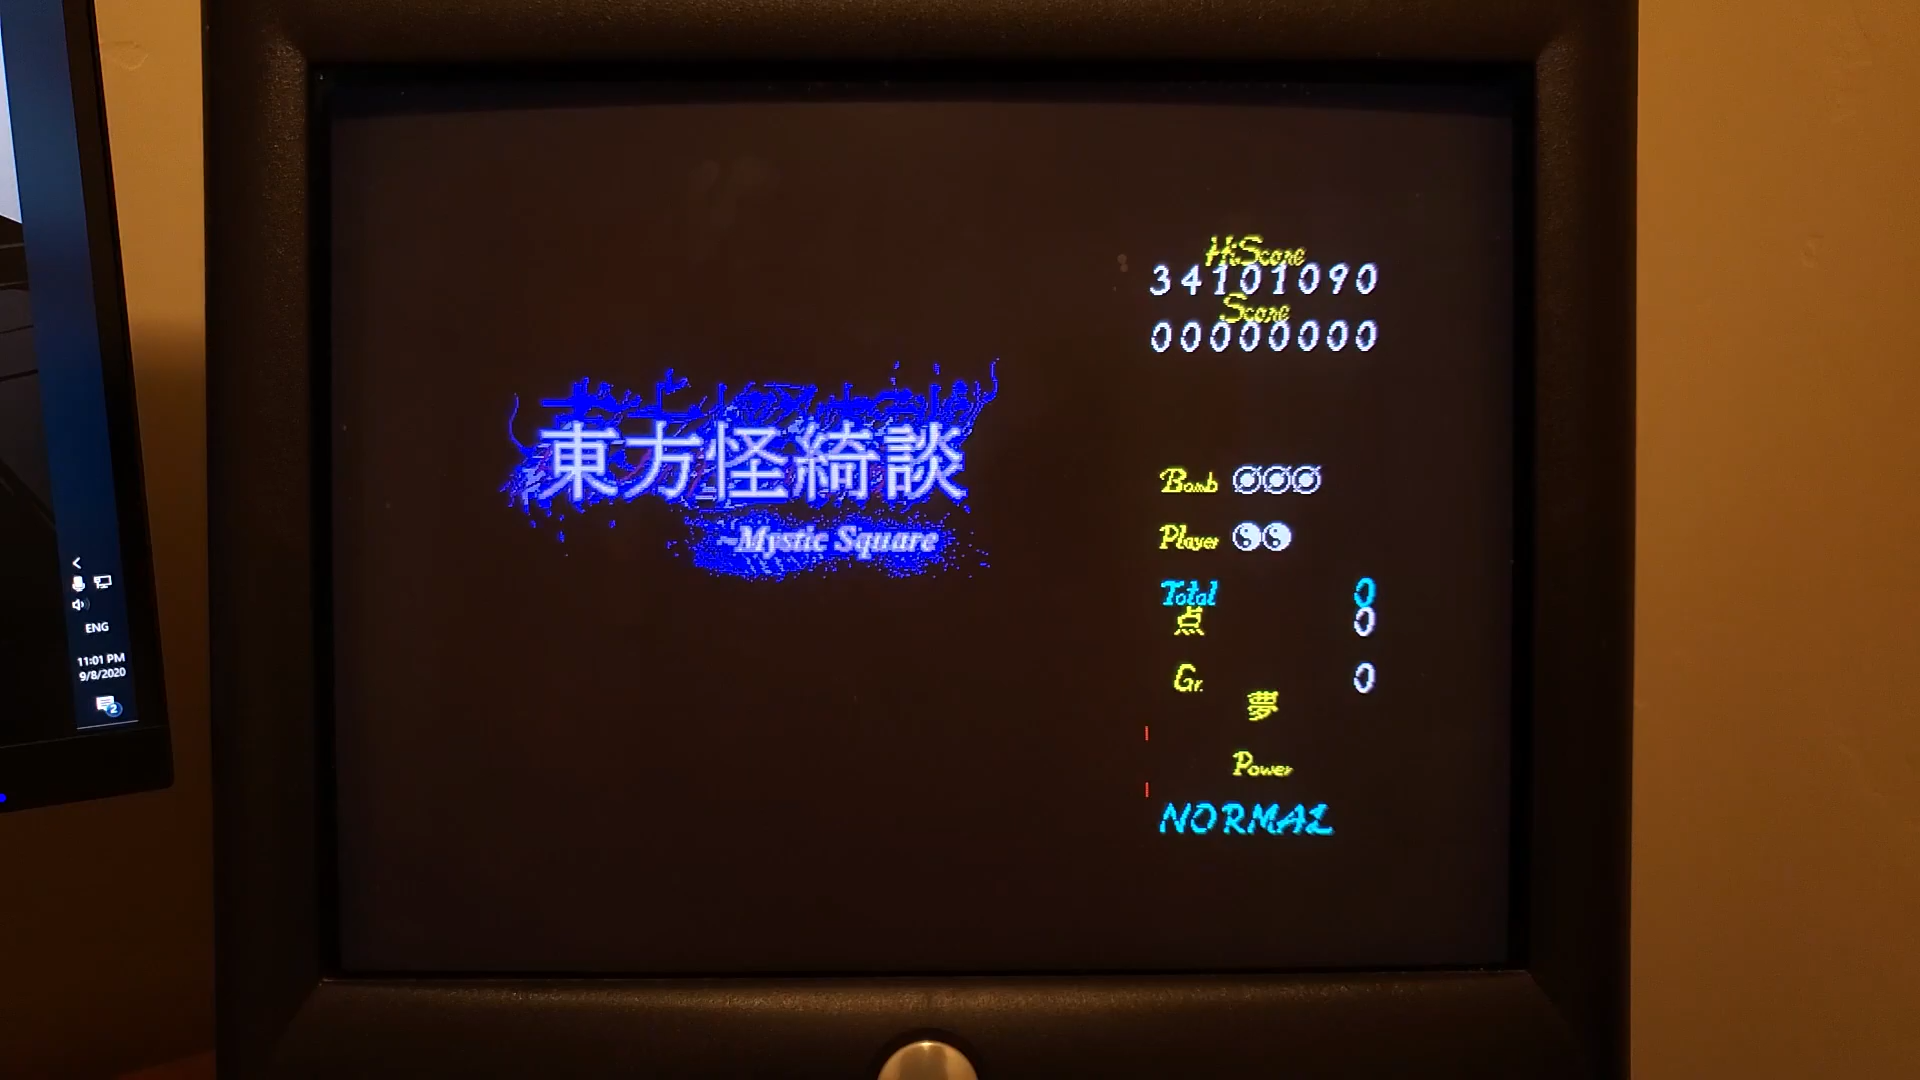 東方怪綺談
~Mystic Square
HiScore
34101090
Score
00000000
Bomb
Player
Total 0
点 0
Gr. 0
夢
Power
NORMAL
ENG
11:01 PM
9/8/2020
2